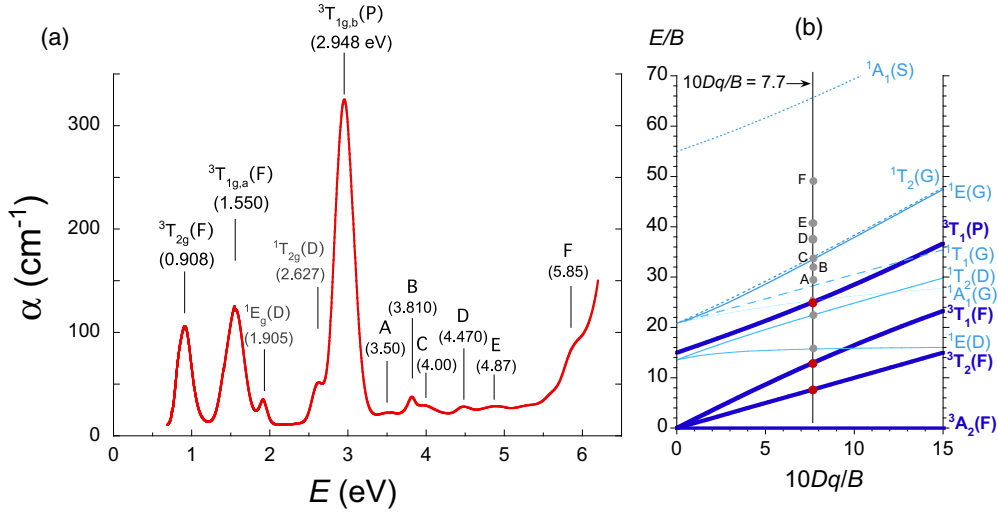 (a)
³T₁g,b(P)
(2.948 eV)
³T₁g,a(F)
(1.550)
³T₂g(F)
(0.908)
¹T₂g(D)
(2.627)
¹Eg(D)
(1.905)
A
(3.50)
B
(3.810)
C
(4.00)
D
(4.470)
E
(4.87)
F
(5.85)
α (cm⁻¹)
300
200
100
0
0 1 2 3 4 5 6
E (eV)
(b)
E/B
10Dq/B = 7.7
70
60
50
40
30
20
10
0
¹A₁(S)
F
E
D
C
B
A
¹T₂(G)
¹E(G)
³T₁(P)
¹T₁(G)
¹T₂(D)
¹A₁(G)
³T₁(F)
¹E(D)
³T₂(F)
³A₂(F)
0 5 10 15
10Dq/B